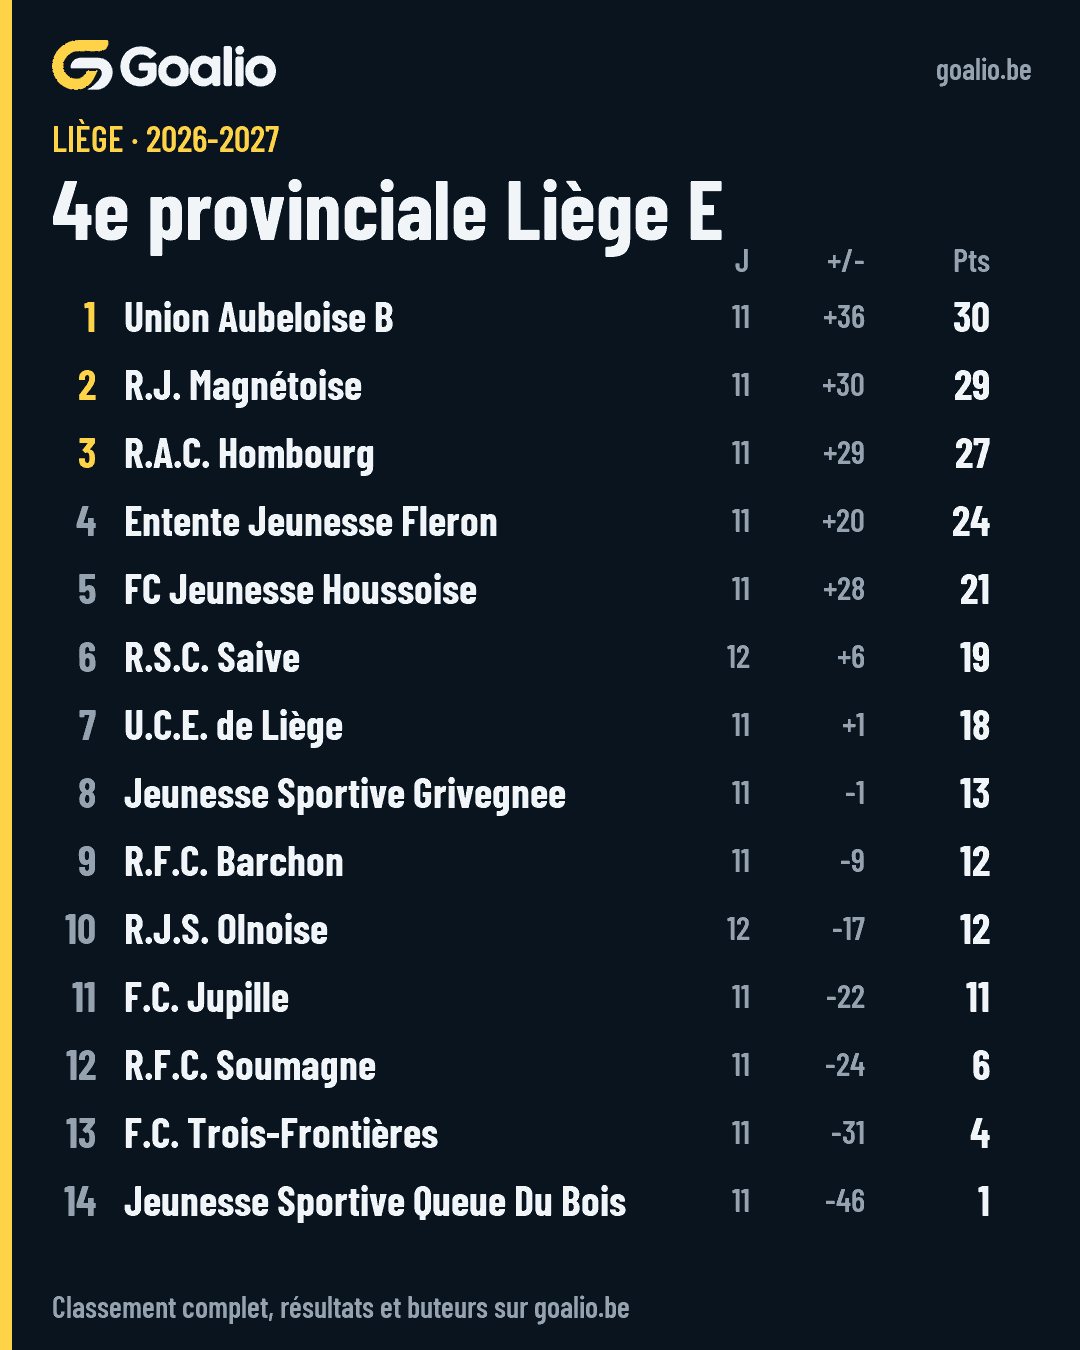 Goalio
goalio.be
LIÈGE · 2026-2027
4e provinciale Liège E
J +/- Pts
1 Union Aubeloise B 11 +36 30
2 R.J. Magnétoise 11 +30 29
3 R.A.C. Hombourg 11 +29 27
4 Entente Jeunesse Fleron 11 +20 24
5 FC Jeunesse Houssoise 11 +28 21
6 R.S.C. Saive 12 +6 19
7 U.C.E. de Liège 11 +1 18
8 Jeunesse Sportive Grivegnee 11 -1 13
9 R.F.C. Barchon 11 -9 12
10 R.J.S. Olnoise 12 -17 12
11 F.C. Jupille 11 -22 11
12 R.F.C. Soumagne 11 -24 6
13 F.C. Trois-Frontières 11 -31 4
14 Jeunesse Sportive Queue Du Bois 11 -46 1
Classement complet, résultats et buteurs sur goalio.be